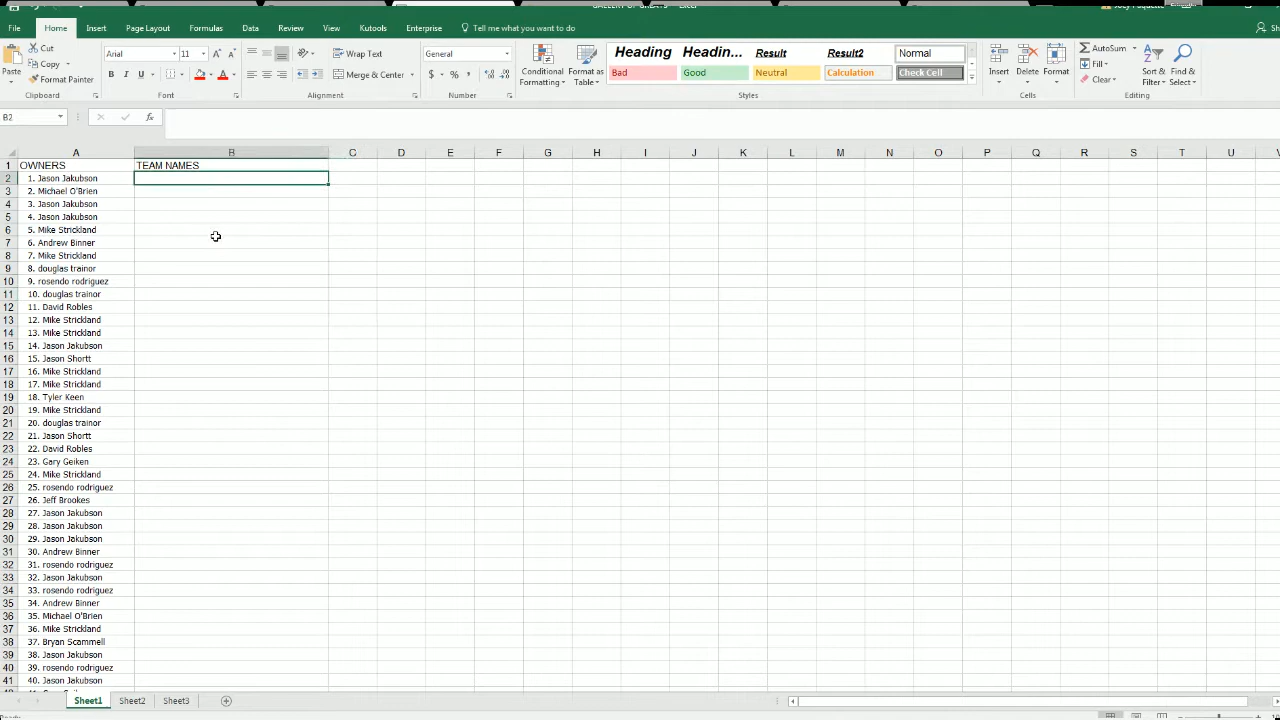 GALLERY OF GREATS - Excel
File Home Insert Page Layout Formulas Data Review View Kutools Enterprise Tell me what you want to do
Cut
Copy
Format Painter
Paste
Clipboard
Arial 11
Font
Wrap Text
Merge & Center
Alignment
General
Number
Conditional Formatting
Format as Table
Heading Headin... Result Result2 Normal
Bad Good Neutral Calculation Check Cell
Styles
Insert Delete Format
Cells
AutoSum
Fill
Clear
Sort & Filter
Find & Select
Editing
B2
A B C D E F G H I J K L M N O P Q R S T U V
1 OWNERS TEAM NAMES
2 1. Jason Jakubson
3 2. Michael O'Brien
4 3. Jason Jakubson
5 4. Jason Jakubson
6 5. Mike Strickland
7 6. Andrew Binner
8 7. Mike Strickland
9 8. douglas trainor
10 9. rosendo rodriguez
11 10. douglas trainor
12 11. David Robles
13 12. Mike Strickland
14 13. Mike Strickland
15 14. Jason Jakubson
16 15. Jason Shortt
17 16. Mike Strickland
18 17. Mike Strickland
19 18. Tyler Keen
20 19. Mike Strickland
21 20. douglas trainor
22 21. Jason Shortt
23 22. David Robles
24 23. Gary Geiken
25 24. Mike Strickland
26 25. rosendo rodriguez
27 26. Jeff Brookes
28 27. Jason Jakubson
29 28. Jason Jakubson
30 29. Jason Jakubson
31 30. Andrew Binner
32 31. rosendo rodriguez
33 32. Jason Jakubson
34 33. rosendo rodriguez
35 34. Andrew Binner
36 35. Michael O'Brien
37 36. Mike Strickland
38 37. Bryan Scammell
39 38. Jason Jakubson
40 39. rosendo rodriguez
41 40. Jason Jakubson
Sheet1 Sheet2 Sheet3